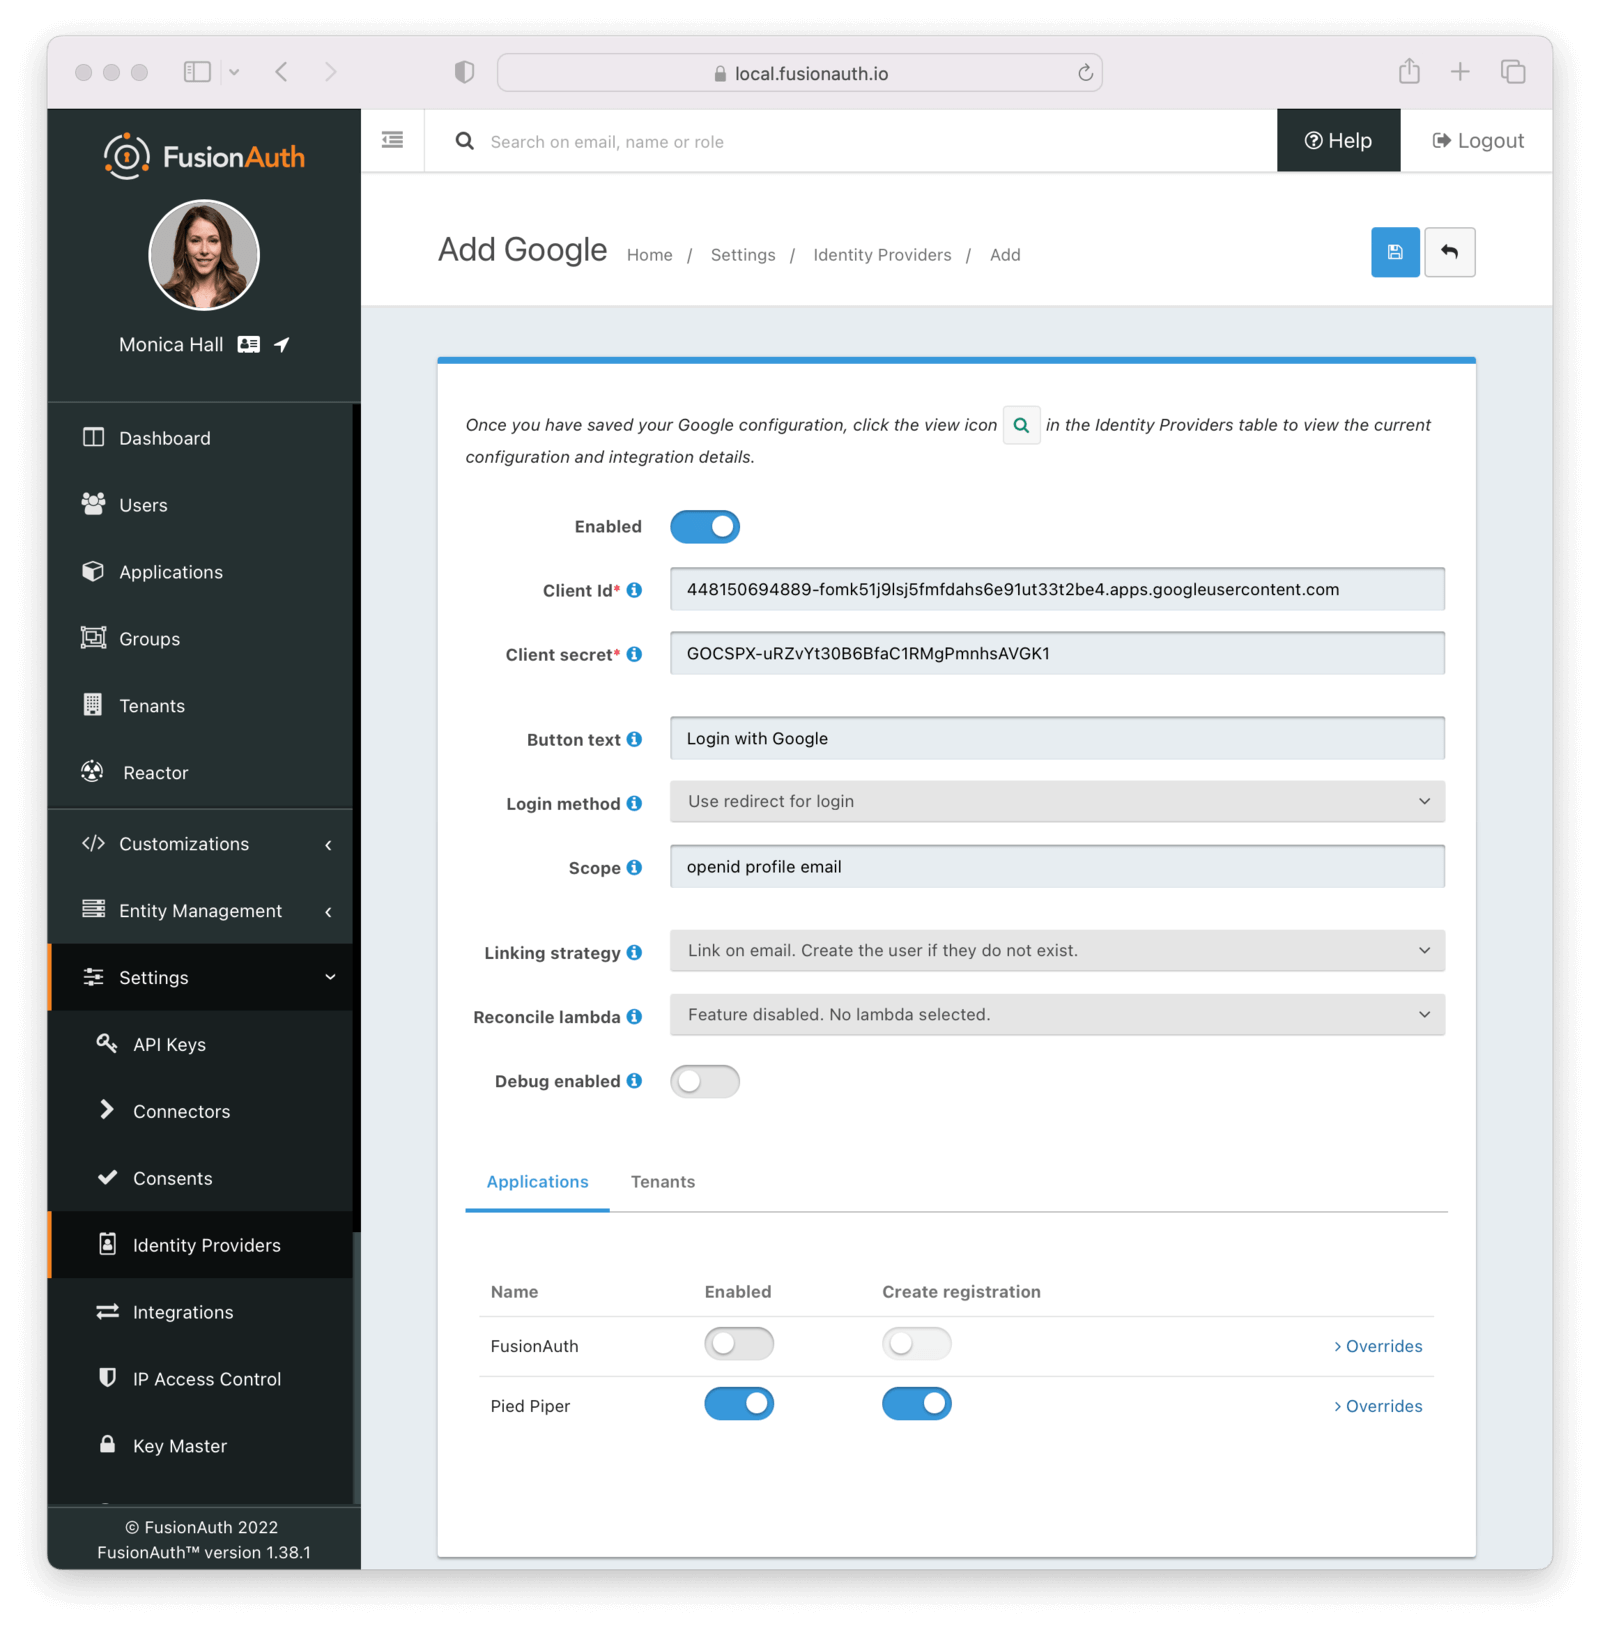 local.fusionauth.io
FusionAuth
Search on email, name or role
Help
Logout
Monica Hall
Add Google Home / Settings / Identity Providers / Add
Dashboard
Users
Applications
Groups
Tenants
Reactor
Customizations
Entity Management
Settings
API Keys
Connectors
Consents
Identity Providers
Integrations
IP Access Control
Key Master
© FusionAuth 2022
FusionAuth™ version 1.38.1
Once you have saved your Google configuration, click the view icon in the Identity Providers table to view the current
configuration and integration details.
Enabled
Client Id* 448150694889-fomk51j9lsj5fmfdahs6e91ut33t2be4.apps.googleusercontent.com
Client secret* 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
Button text Login with Google
Login method Use redirect for login
Scope openid profile email
Linking strategy Link on email. Create the user if they do not exist.
Reconcile lambda Feature disabled. No lambda selected.
Debug enabled
Applications Tenants
Name Enabled Create registration
FusionAuth Overrides
Pied Piper Overrides